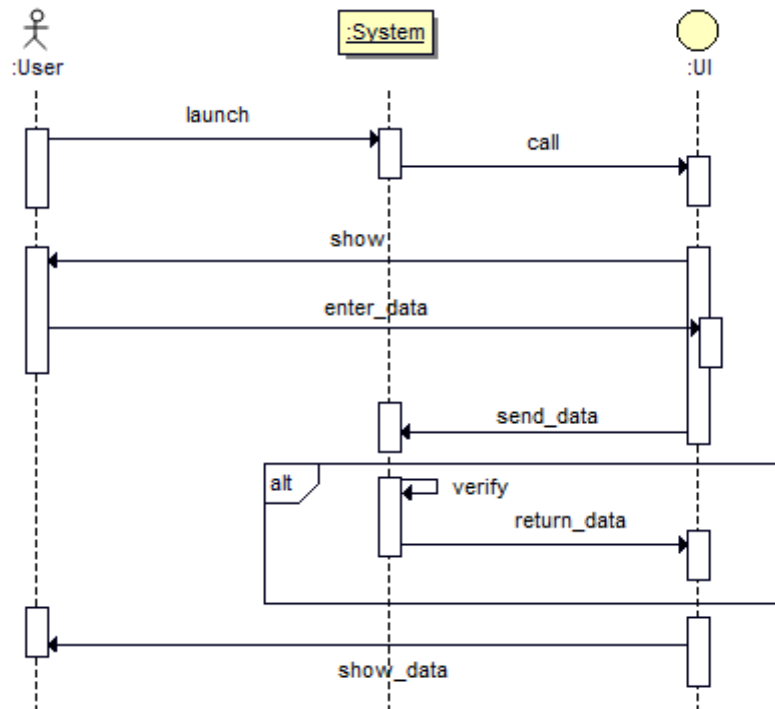 :System
:User
:UI
launch
call
show
enter_data
send_data
alt
verify
return_data
show_data